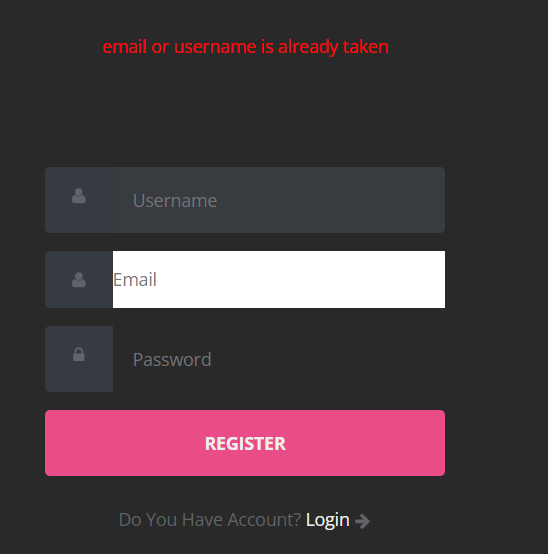 email or username is already taken
Username
Email
Password
REGISTER
Do You Have Account? Login